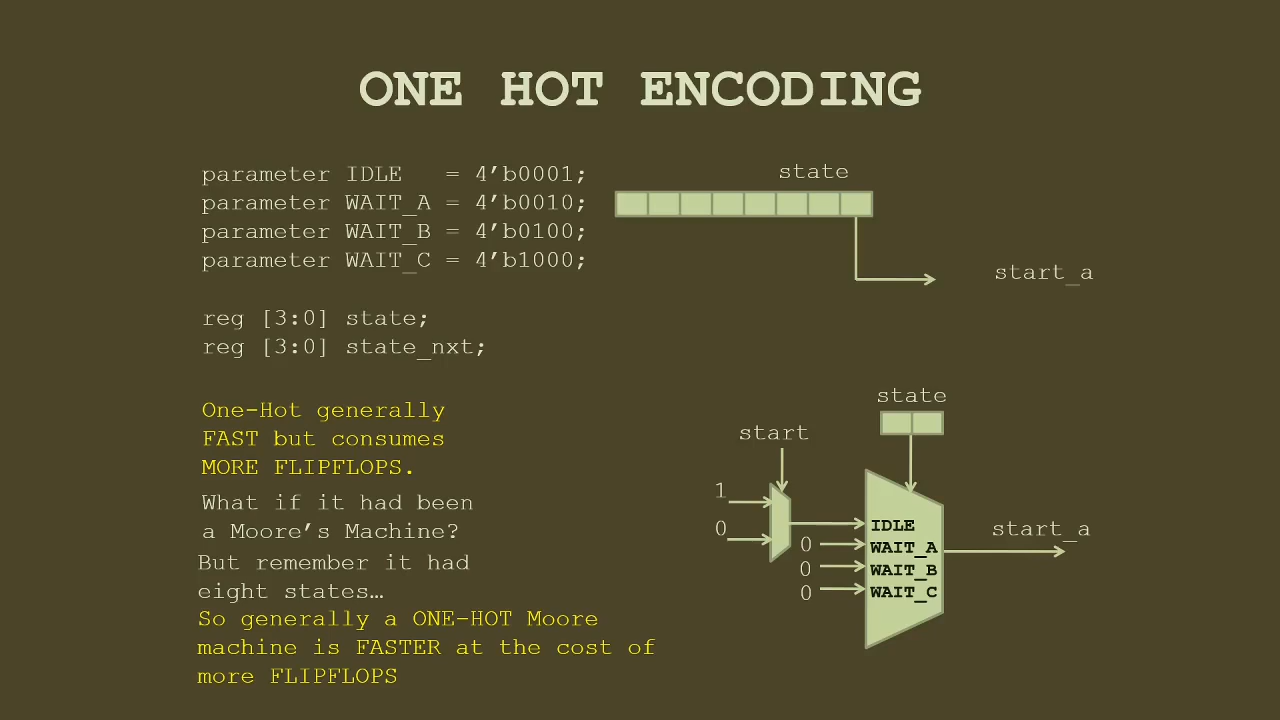 ONE HOT ENCODING
parameter IDLE   = 4’b0001;
parameter WAIT_A = 4’b0010;
parameter WAIT_B = 4’b0100;
parameter WAIT_C = 4’b1000;
reg [3:0] state;
reg [3:0] state_nxt;
One-Hot generally
FAST but consumes
MORE FLIPFLOPS.
What if it had been
a Moore’s Machine?
But remember it had
eight states…
So generally a ONE-HOT Moore
machine is FASTER at the cost of
more FLIPFLOPS
state
start_a
state
start
1
0
0
0
0
IDLE
WAIT_A
WAIT_B
WAIT_C
start_a